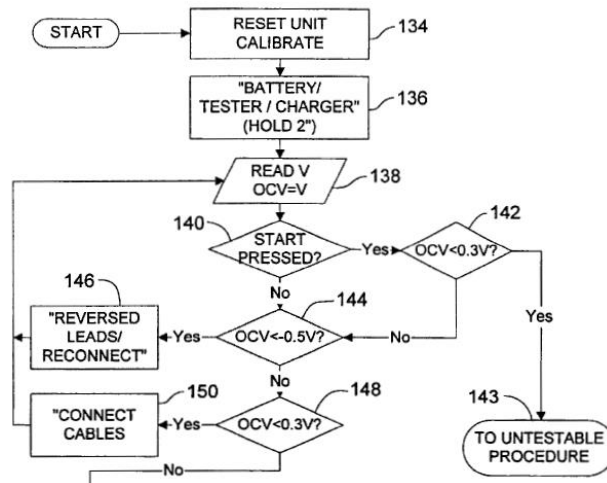 START
RESET UNIT
CALIBRATE
134
"BATTERY/
TESTER / CHARGER"
(HOLD 2")
136
READ V
OCV=V
138
140
START
PRESSED?
Yes
142
OCV<0.3V?
No
Yes
146
"REVERSED
LEADS/
RECONNECT"
Yes
144
OCV<-0.5V?
No
No
150
"CONNECT
CABLES
Yes
148
OCV<0.3V?
No
143
TO UNTESTABLE
PROCEDURE